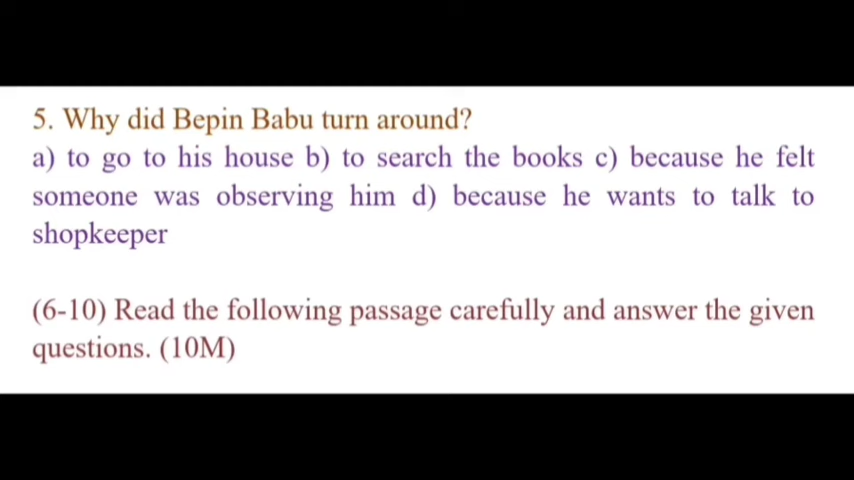 5. Why did Bepin Babu turn around?
a) to go to his house b) to search the books c) because he felt
someone was observing him d) because he wants to talk to
shopkeeper
(6-10) Read the following passage carefully and answer the given
questions. (10M)